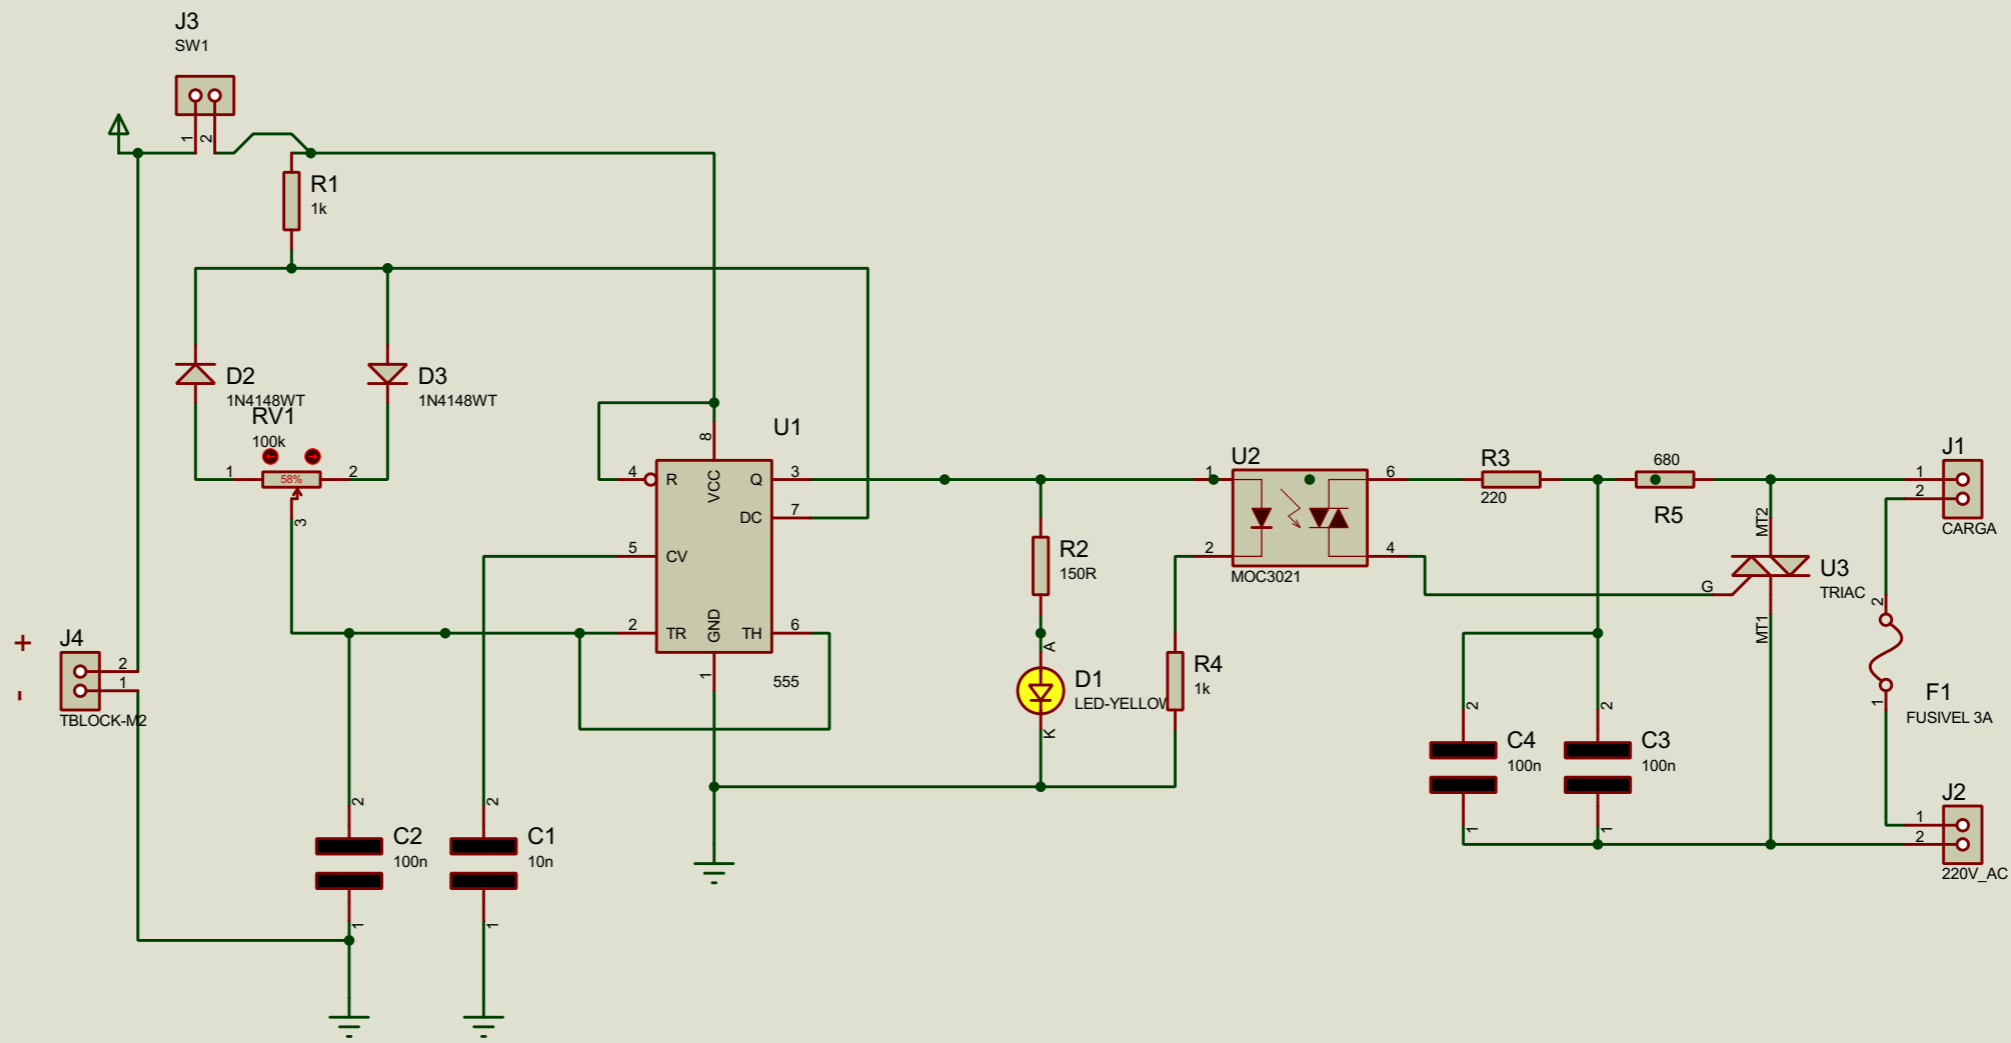 J3
SW1
1
2
R1
1k
D2
1N4148WT
D3
1N4148WT
RV1
100k
1
58%
2
3
+
-
J4
2
1
TBLOCK-M2
C2
100n
2
1
C1
10n
2
1
U1
555
8
VCC
4
R
Q
3
DC
7
5
CV
2
TR
GND
TH
6
1
R2
150R
A
D1
LED-YELLOW
K
R4
1k
U2
1
2
6
4
MOC3021
R3
220
680
R5
MT2
U3
TRIAC
G
MT1
C4
100n
2
1
C3
100n
2
1
J1
1
2
CARGA
2
F1
FUSIVEL 3A
1
J2
1
2
220V_AC